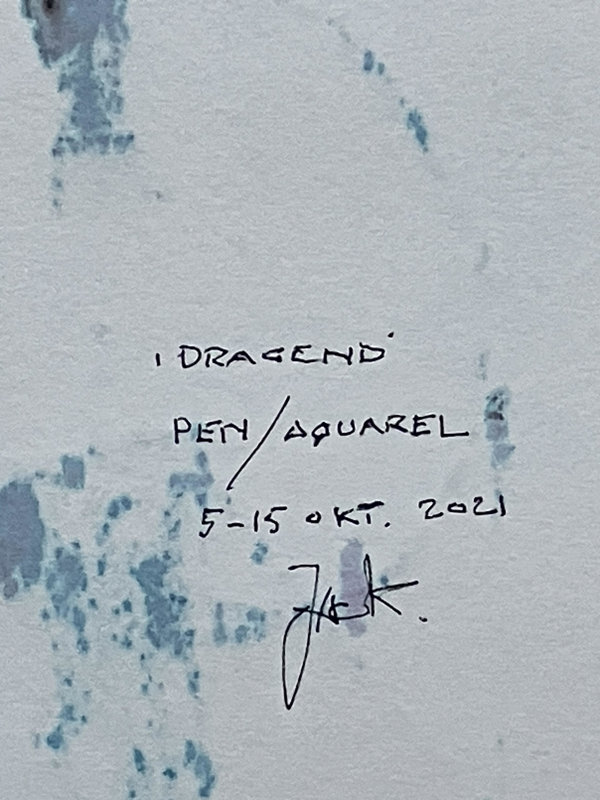 'DRAGEND'
PEN/AQUAREL
5-15 OKT. 2021